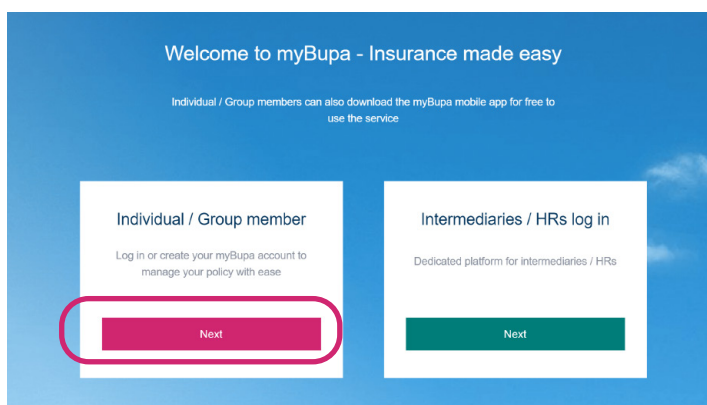 Welcome to myBupa - Insurance made easy
Individual / Group members can also download the myBupa mobile app for free to
use the service
Individual / Group member
Log in or create your myBupa account to
manage your policy with ease
Next
Intermediaries / HRs log in
Dedicated platform for intermediaries / HRs
Next